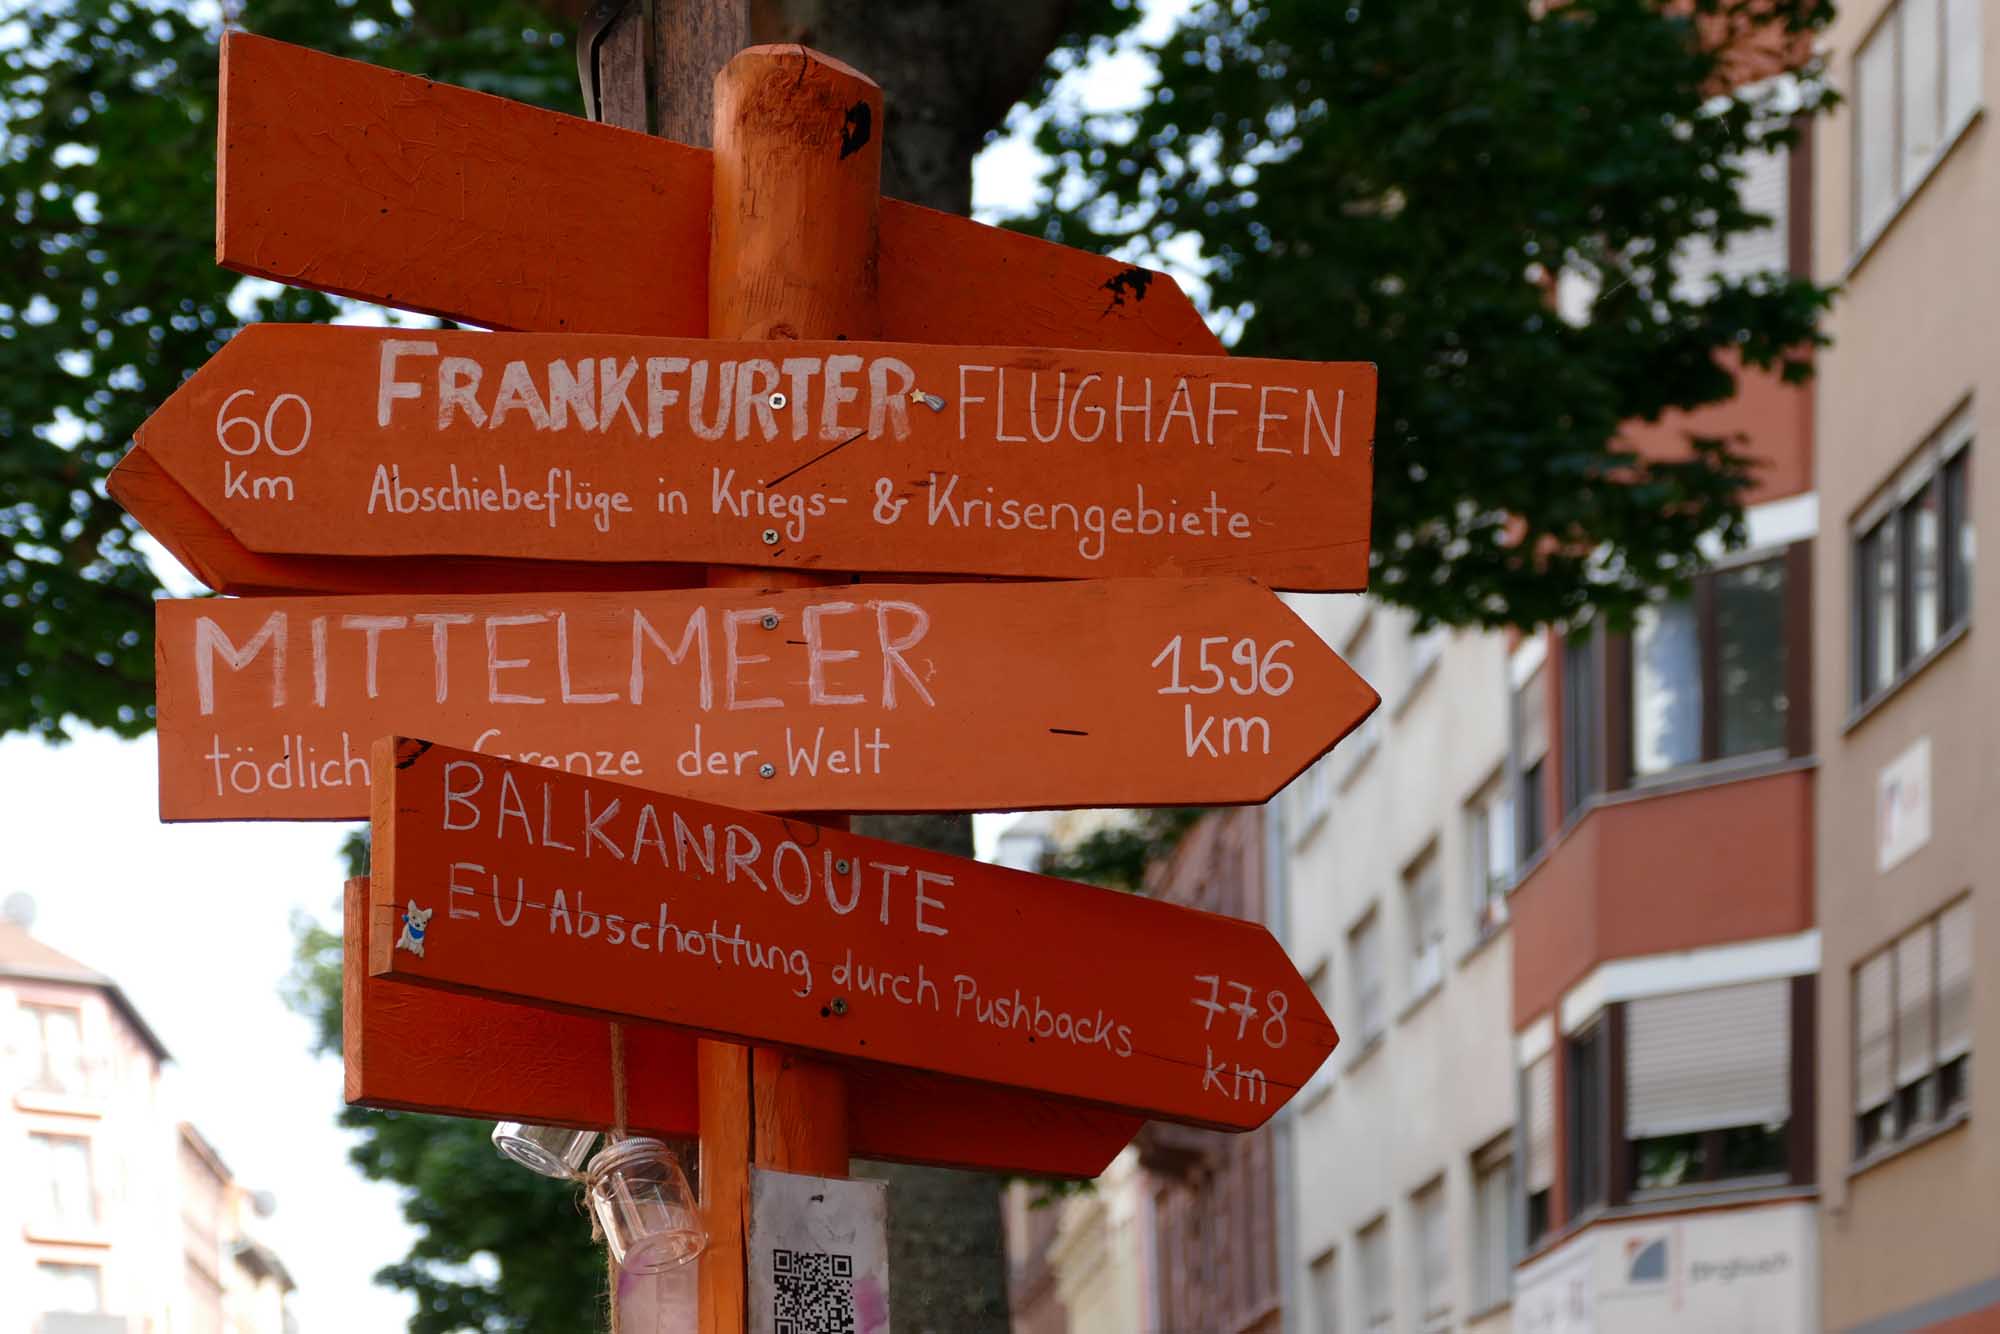 FRANKFURTER FLUGHAFEN
60
km
Abschiebeflüge in Kriegs- & Krisengebiete
MITTELMEER
1596
km
tödlich Grenze der Welt
BALKANROUTE
EU-Abschottung durch Pushbacks
778
km